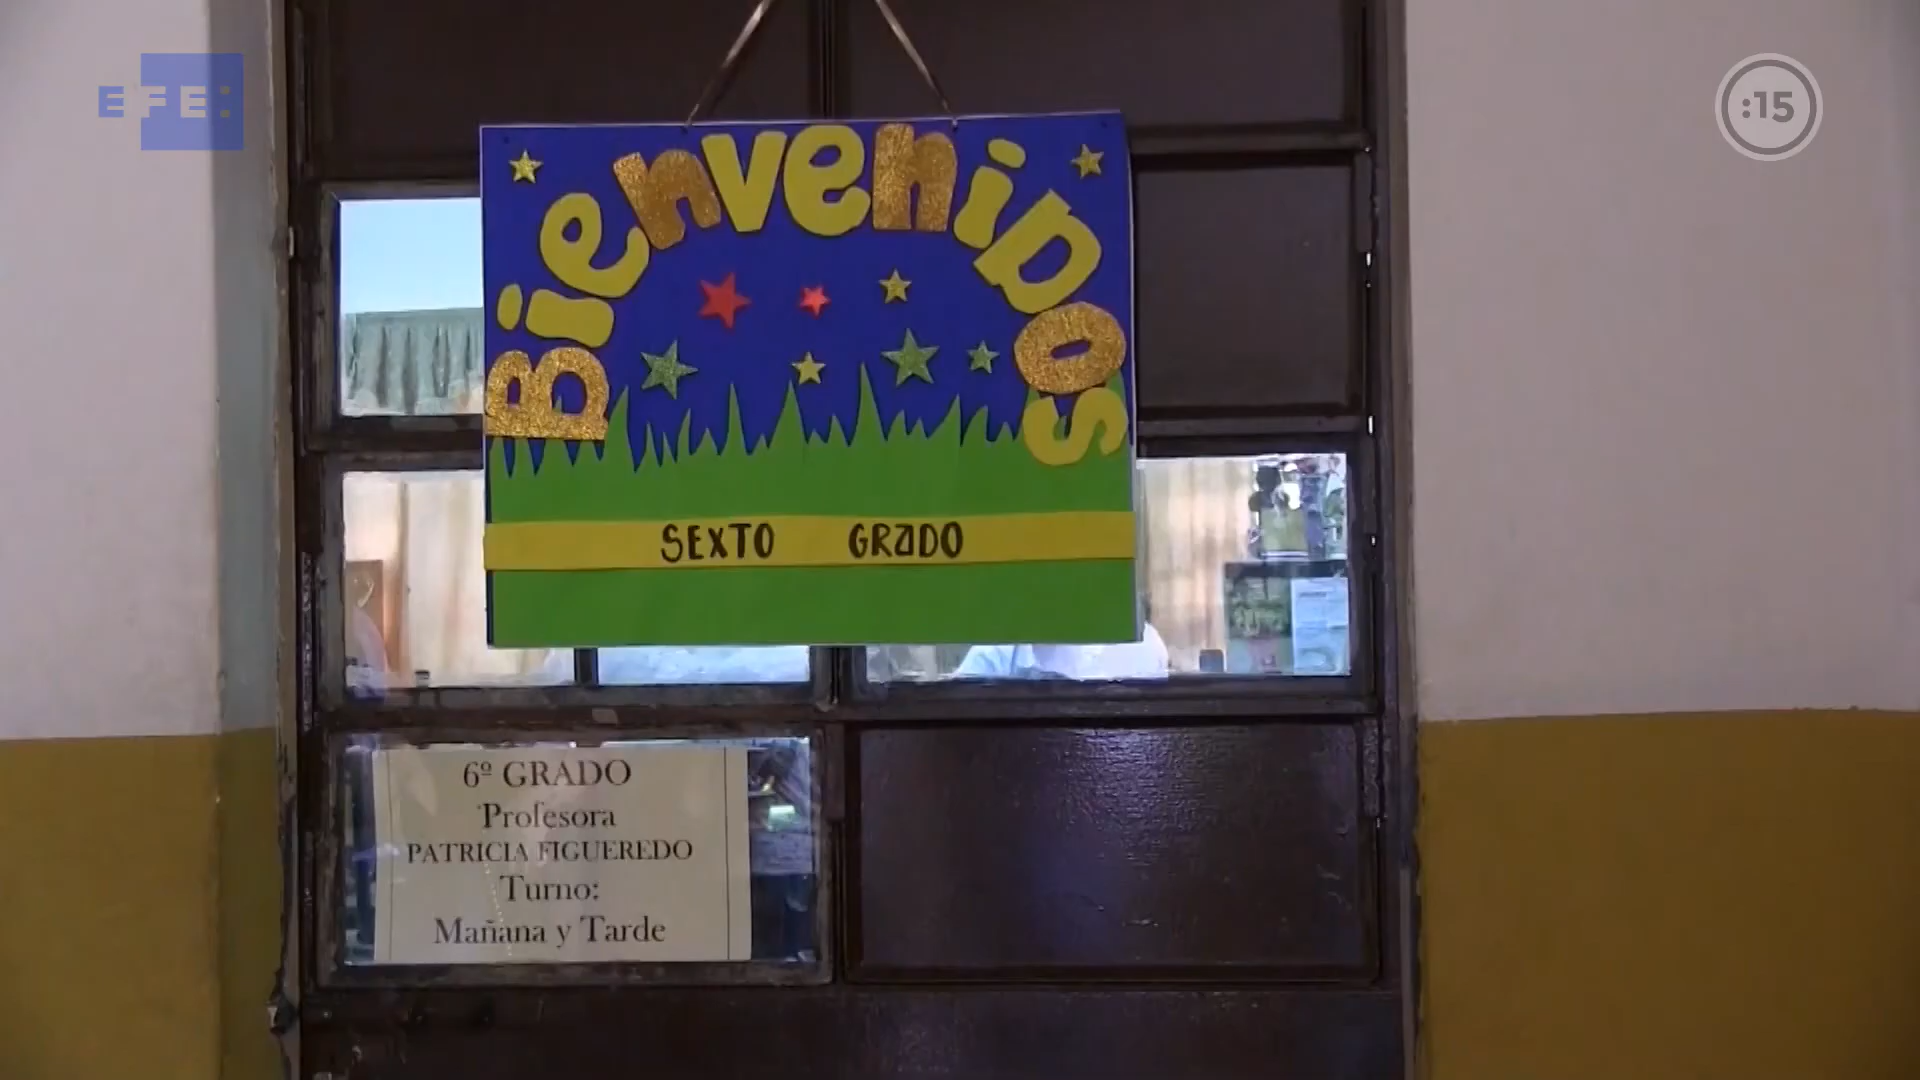 EFE:
:15
BienveniDos
SEXTO GRADO
6º GRADO
Profesora
PATRICIA FIGUEREDO
Turno:
Mañana y Tarde